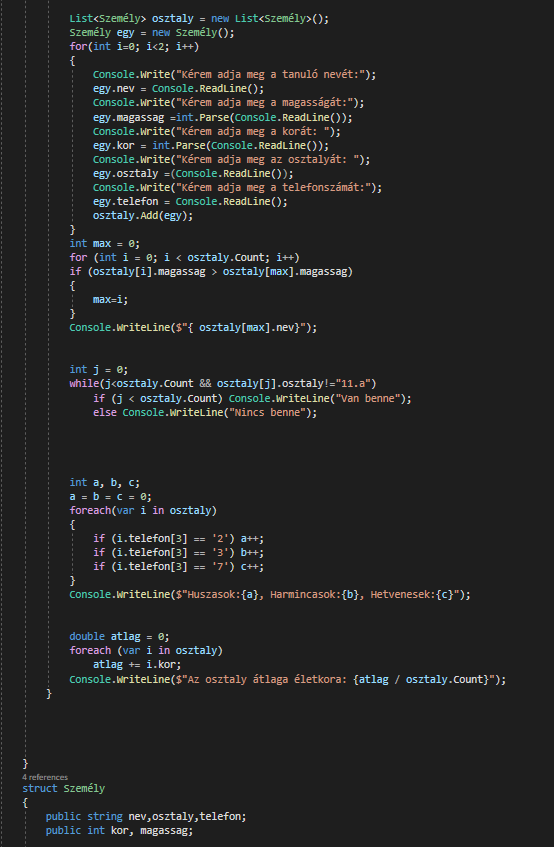 List<Személy> osztaly = new List<Személy>();
Személy egy = new Személy();
for(int i=0; i<2; i++)
{
Console.Write("Kérem adja meg a tanuló nevét:");
egy.nev = Console.ReadLine();
Console.Write("Kérem adja meg a magasságát:");
egy.magassag =int.Parse(Console.ReadLine());
Console.Write("Kérem adja meg a korát: ");
egy.kor = int.Parse(Console.ReadLine());
Console.Write("Kérem adja meg az osztalyát: ");
egy.osztaly =(Console.ReadLine());
Console.Write("Kérem adja meg a telefonszámát:");
egy.telefon = Console.ReadLine();
osztaly.Add(egy);
}
int max = 0;
for (int i = 0; i < osztaly.Count; i++)
if (osztaly[i].magassag > osztaly[max].magassag)
{
max=i;
}
Console.WriteLine($"{ osztaly[max].nev}");
int j = 0;
while(j<osztaly.Count && osztaly[j].osztaly!="11.a")
if (j < osztaly.Count) Console.WriteLine("Van benne");
else Console.WriteLine("Nincs benne");
int a, b, c;
a = b = c = 0;
foreach(var i in osztaly)
{
if (i.telefon[3] == '2') a++;
if (i.telefon[3] == '3') b++;
if (i.telefon[3] == '7') c++;
}
Console.WriteLine($"Huszasok:{a}, Harmincasok:{b}, Hetvenesek:{c}");
double atlag = 0;
foreach (var i in osztaly)
atlag += i.kor;
Console.WriteLine($"Az osztaly átlaga életkora: {atlag / osztaly.Count}");
}
}
4 references
struct Személy
{
public string nev,osztaly,telefon;
public int kor, magassag;